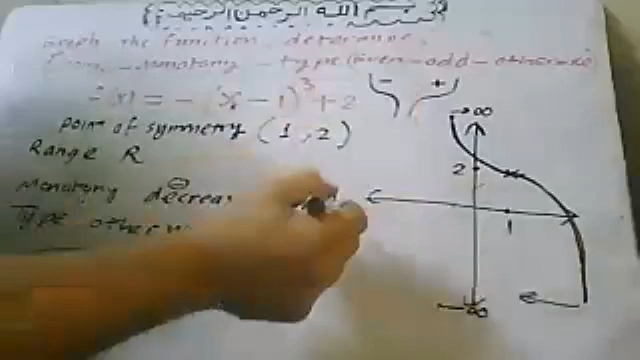 بسم الله الرحمن الرحيم
Graph the function, determine
Range - Monotony - type (even - odd - otherwise)
f(x) = - (x - 1)³ + 2
- +
point of symmetry (1, 2)
Range R
Monotony decreas
Type other
∞
2
1
-∞